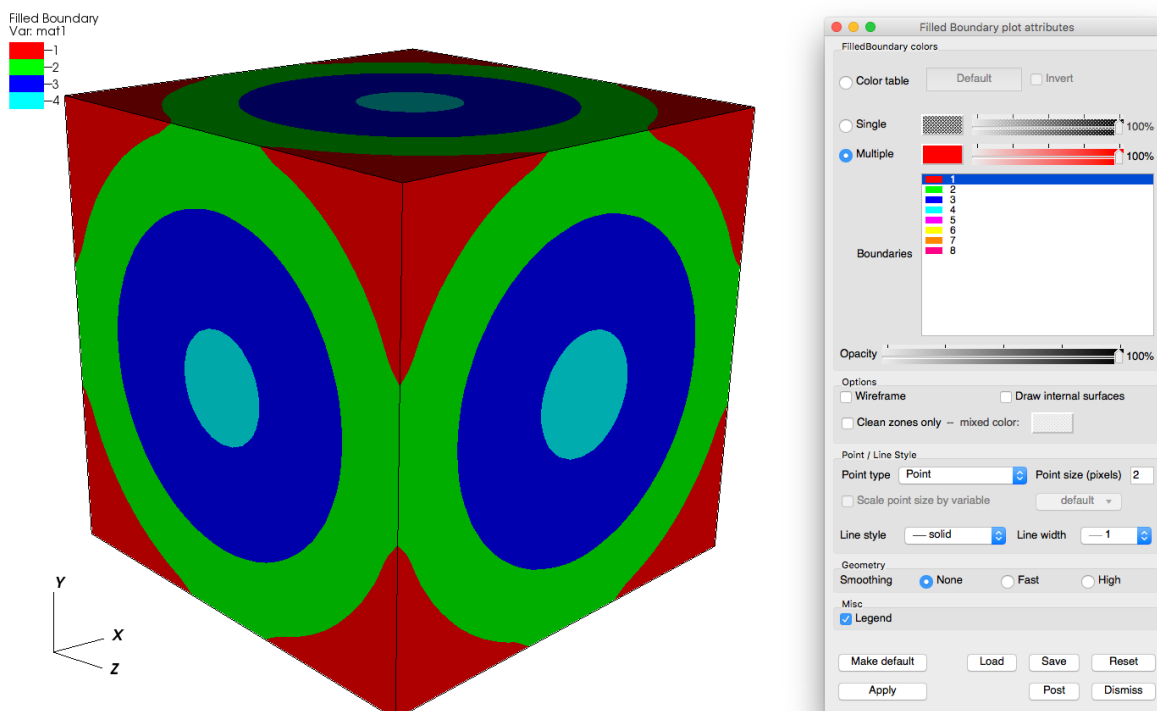 Filled Boundary
Var: mat1
1
2
3
4
Y
X
Z
Filled Boundary plot attributes
FilledBoundary colors
Color table Default Invert
Single 100%
Multiple 100%
1
2
3
4
5
6
7
8
Boundaries
Opacity 100%
Options
Wireframe Draw internal surfaces
Clean zones only -- mixed color:
Point / Line Style
Point type Point Point size (pixels) 2
Scale point size by variable default
Line style solid Line width 1
Geometry
Smoothing None Fast High
Misc
Legend
Make default Load Save Reset
Apply Post Dismiss